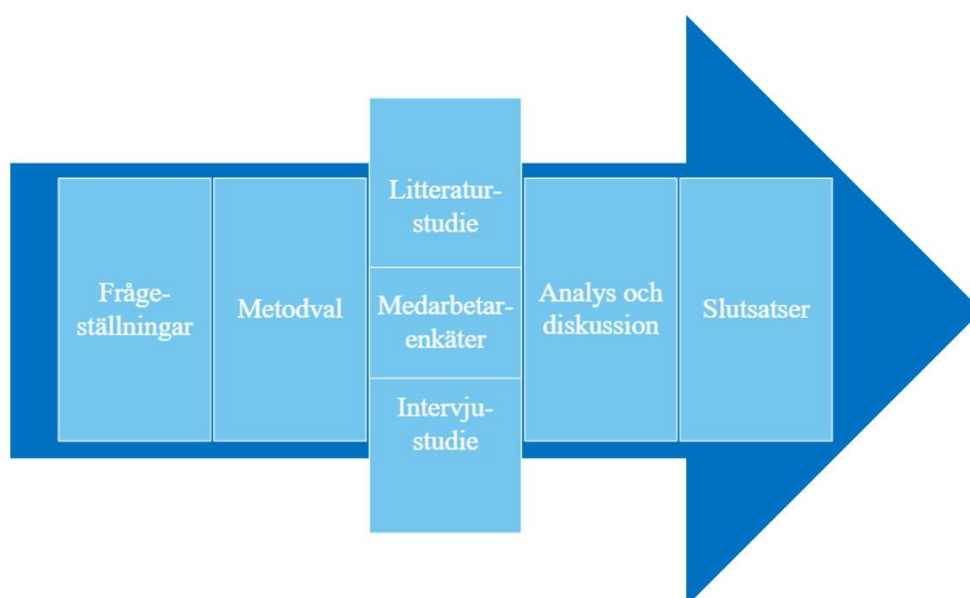 Fråge-
ställningar
Metodval
Litteratur-
studie
Medarbetar-
enkäter
Intervju-
studie
Analys och
diskussion
Slutsatser